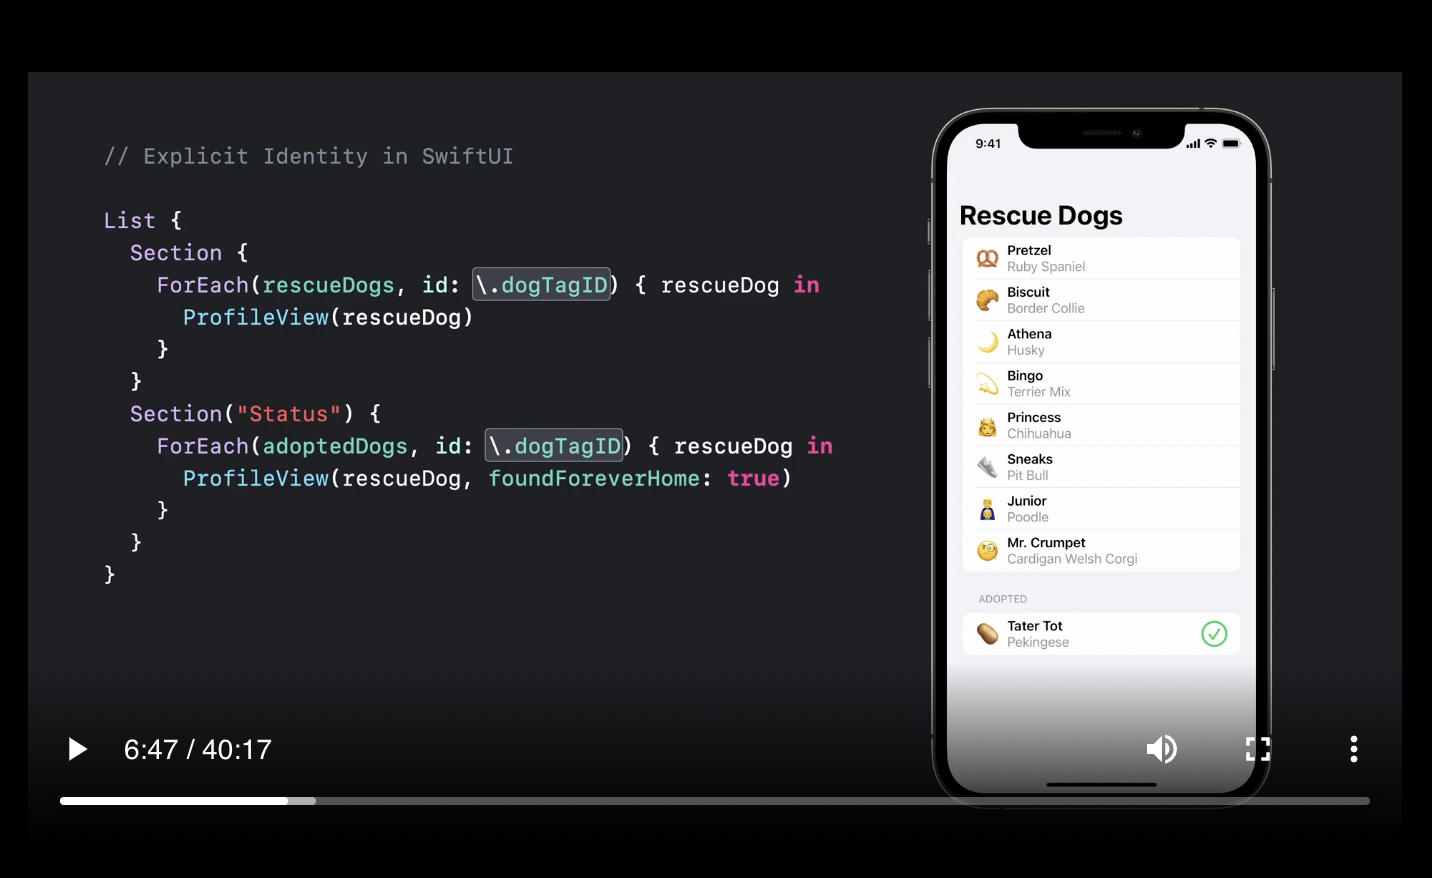 // Explicit Identity in SwiftUI
List {
Section {
ForEach(rescueDogs, id: \.dogTagID) { rescueDog in
ProfileView(rescueDog)
}
}
Section("Status") {
ForEach(adoptedDogs, id: \.dogTagID) { rescueDog in
ProfileView(rescueDog, foundForeverHome: true)
}
}
}
9:41
Rescue Dogs
Pretzel
Ruby Spaniel
Biscuit
Border Collie
Athena
Husky
Bingo
Terrier Mix
Princess
Chihuahua
Sneaks
Pit Bull
Junior
Poodle
Mr. Crumpet
Cardigan Welsh Corgi
ADOPTED
Tater Tot
Pekingese
6:47 / 40:17